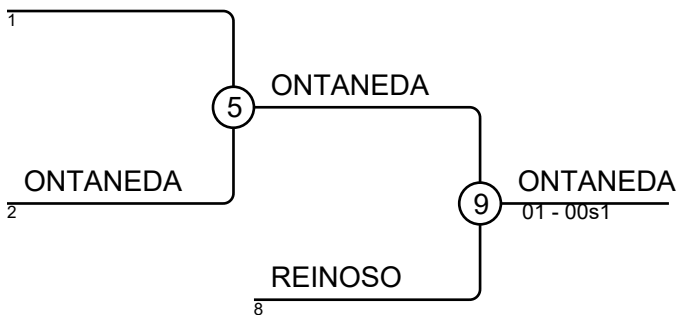 1
ONTANEDA
5
ONTANEDA
2
ONTANEDA
9
01 - 00s1
REINOSO
8